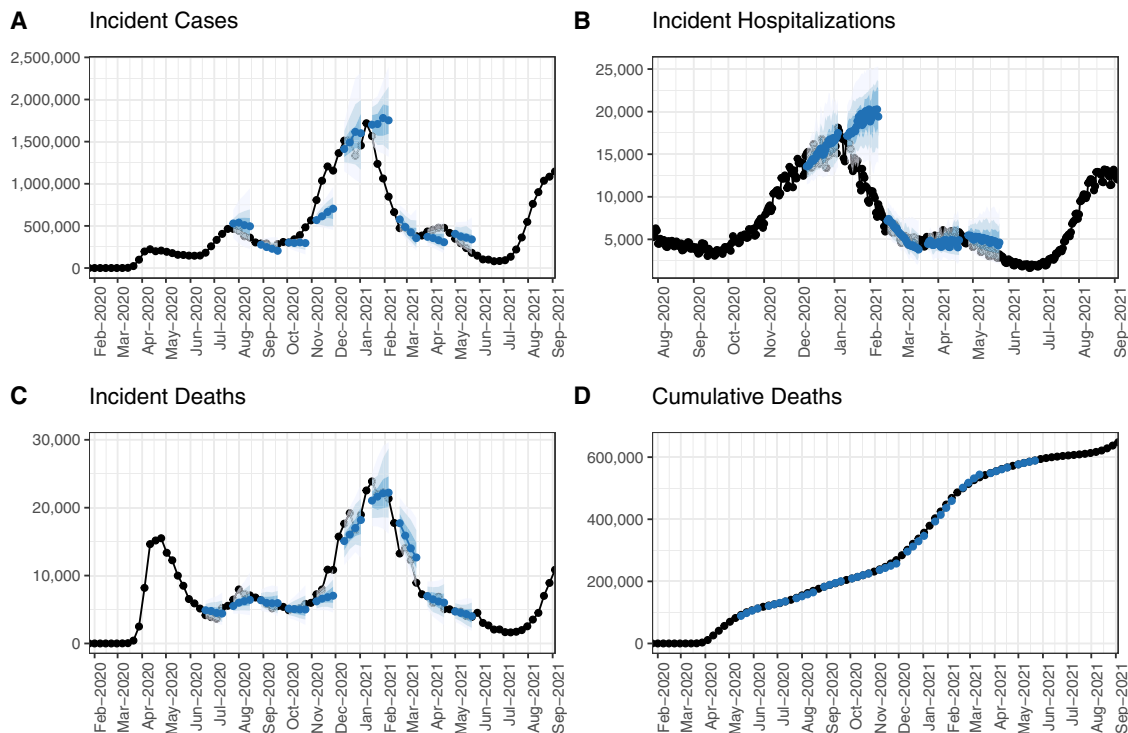 A Incident Cases
2,500,000
2,000,000
1,500,000
1,000,000
500,000
0
Feb−2020
Mar−2020
Apr−2020
May−2020
Jun−2020
Jul−2020
Aug−2020
Sep−2020
Oct−2020
Nov−2020
Dec−2020
Jan−2021
Feb−2021
Mar−2021
Apr−2021
May−2021
Jun−2021
Jul−2021
Aug−2021
Sep−2021
B Incident Hospitalizations
25,000
20,000
15,000
10,000
5,000
Aug−2020
Sep−2020
Oct−2020
Nov−2020
Dec−2020
Jan−2021
Feb−2021
Mar−2021
Apr−2021
May−2021
Jun−2021
Jul−2021
Aug−2021
Sep−2021
C Incident Deaths
30,000
20,000
10,000
0
Feb−2020
Mar−2020
Apr−2020
May−2020
Jun−2020
Jul−2020
Aug−2020
Sep−2020
Oct−2020
Nov−2020
Dec−2020
Jan−2021
Feb−2021
Mar−2021
Apr−2021
May−2021
Jun−2021
Jul−2021
Aug−2021
Sep−2021
D Cumulative Deaths
600,000
400,000
200,000
0
Feb−2020
Mar−2020
Apr−2020
May−2020
Jun−2020
Jul−2020
Aug−2020
Sep−2020
Oct−2020
Nov−2020
Dec−2020
Jan−2021
Feb−2021
Mar−2021
Apr−2021
May−2021
Jun−2021
Jul−2021
Aug−2021
Sep−2021